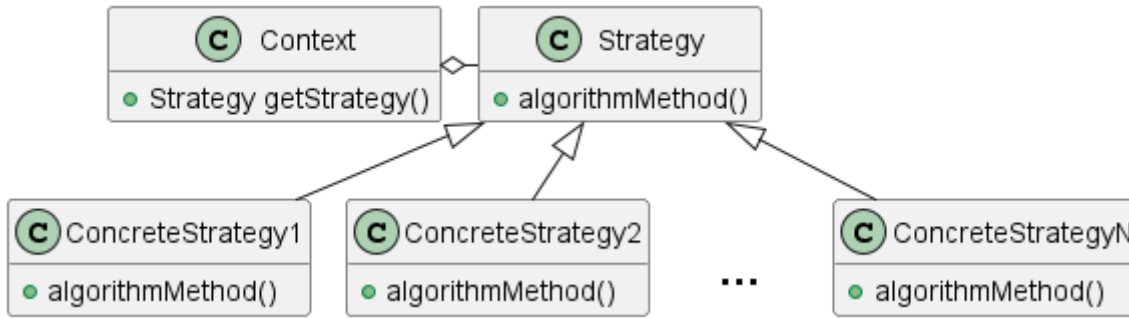 C Context
C Strategy
Strategy getStrategy()
algorithmMethod()
C ConcreteStrategy1
C ConcreteStrategy2
C ConcreteStrategyN
algorithmMethod()
algorithmMethod()
...
algorithmMethod()